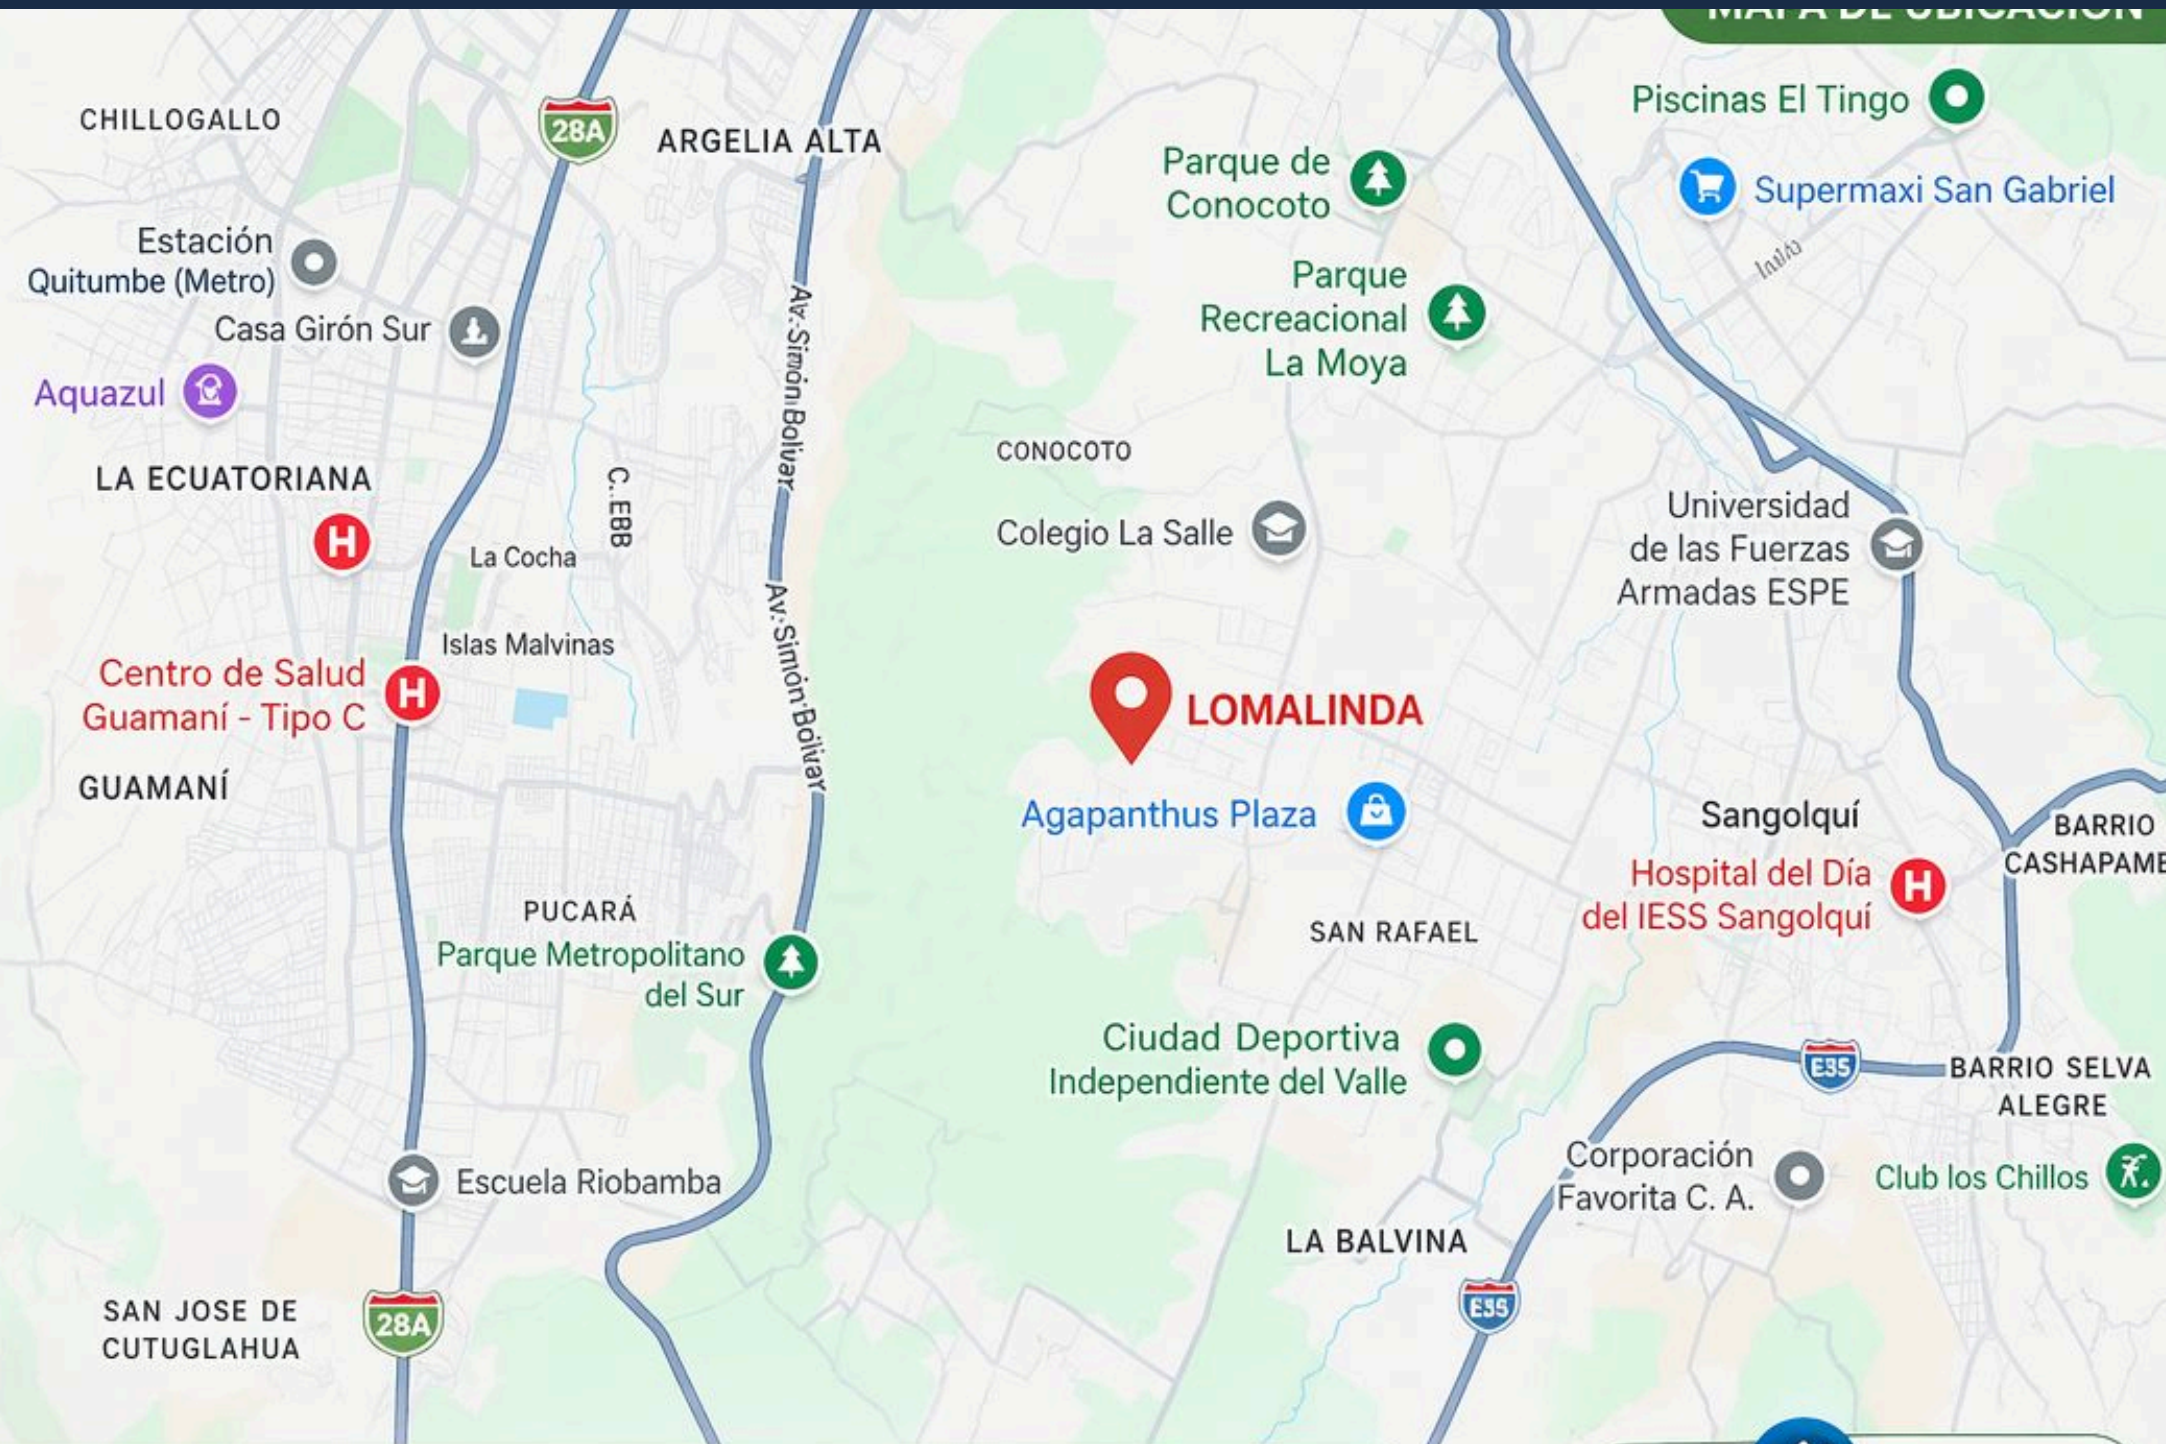 MAPA DE UBICACIÓN
Piscinas El Tingo
CHILLOGALLO
28A
ARGELIA ALTA
Parque de
Conocoto
Supermaxi San Gabriel
Estación
Quitumbe (Metro)
Casa Girón Sur
Parque
Recreacional
La Moya
Aquazul
Av. Simón Bolívar
CONOCOTO
LA ECUATORIANA
H
C. EBB
Colegio La Salle
Universidad
de las Fuerzas
Armadas ESPE
La Cocha
Islas Malvinas
Av. Simón Bolívar
Centro de Salud
Guamaní - Tipo C
H
LOMALINDA
GUAMANÍ
Agapanthus Plaza
Sangolquí
BARRIO
CASHAPAMB
Hospital del Día
del IESS Sangolquí
H
PUCARÁ
SAN RAFAEL
Parque Metropolitano
del Sur
Ciudad Deportiva
Independiente del Valle
E35
BARRIO SELVA
ALEGRE
Escuela Riobamba
Corporación
Favorita C. A.
Club los Chillos
LA BALVINA
E35
SAN JOSE DE
CUTUGLAHUA
28A